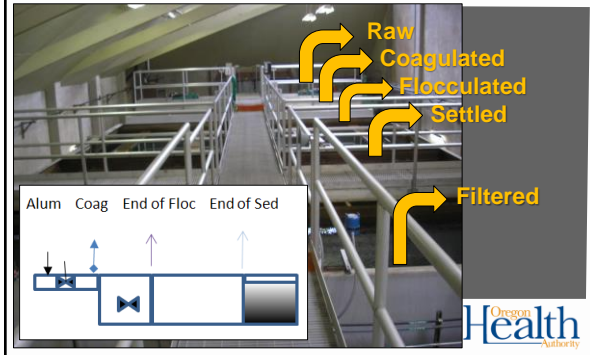 Raw
Coagulated
Flocculated
Settled
Filtered
Alum Coag End of Floc End of Sed
Oregon
Health
Authority